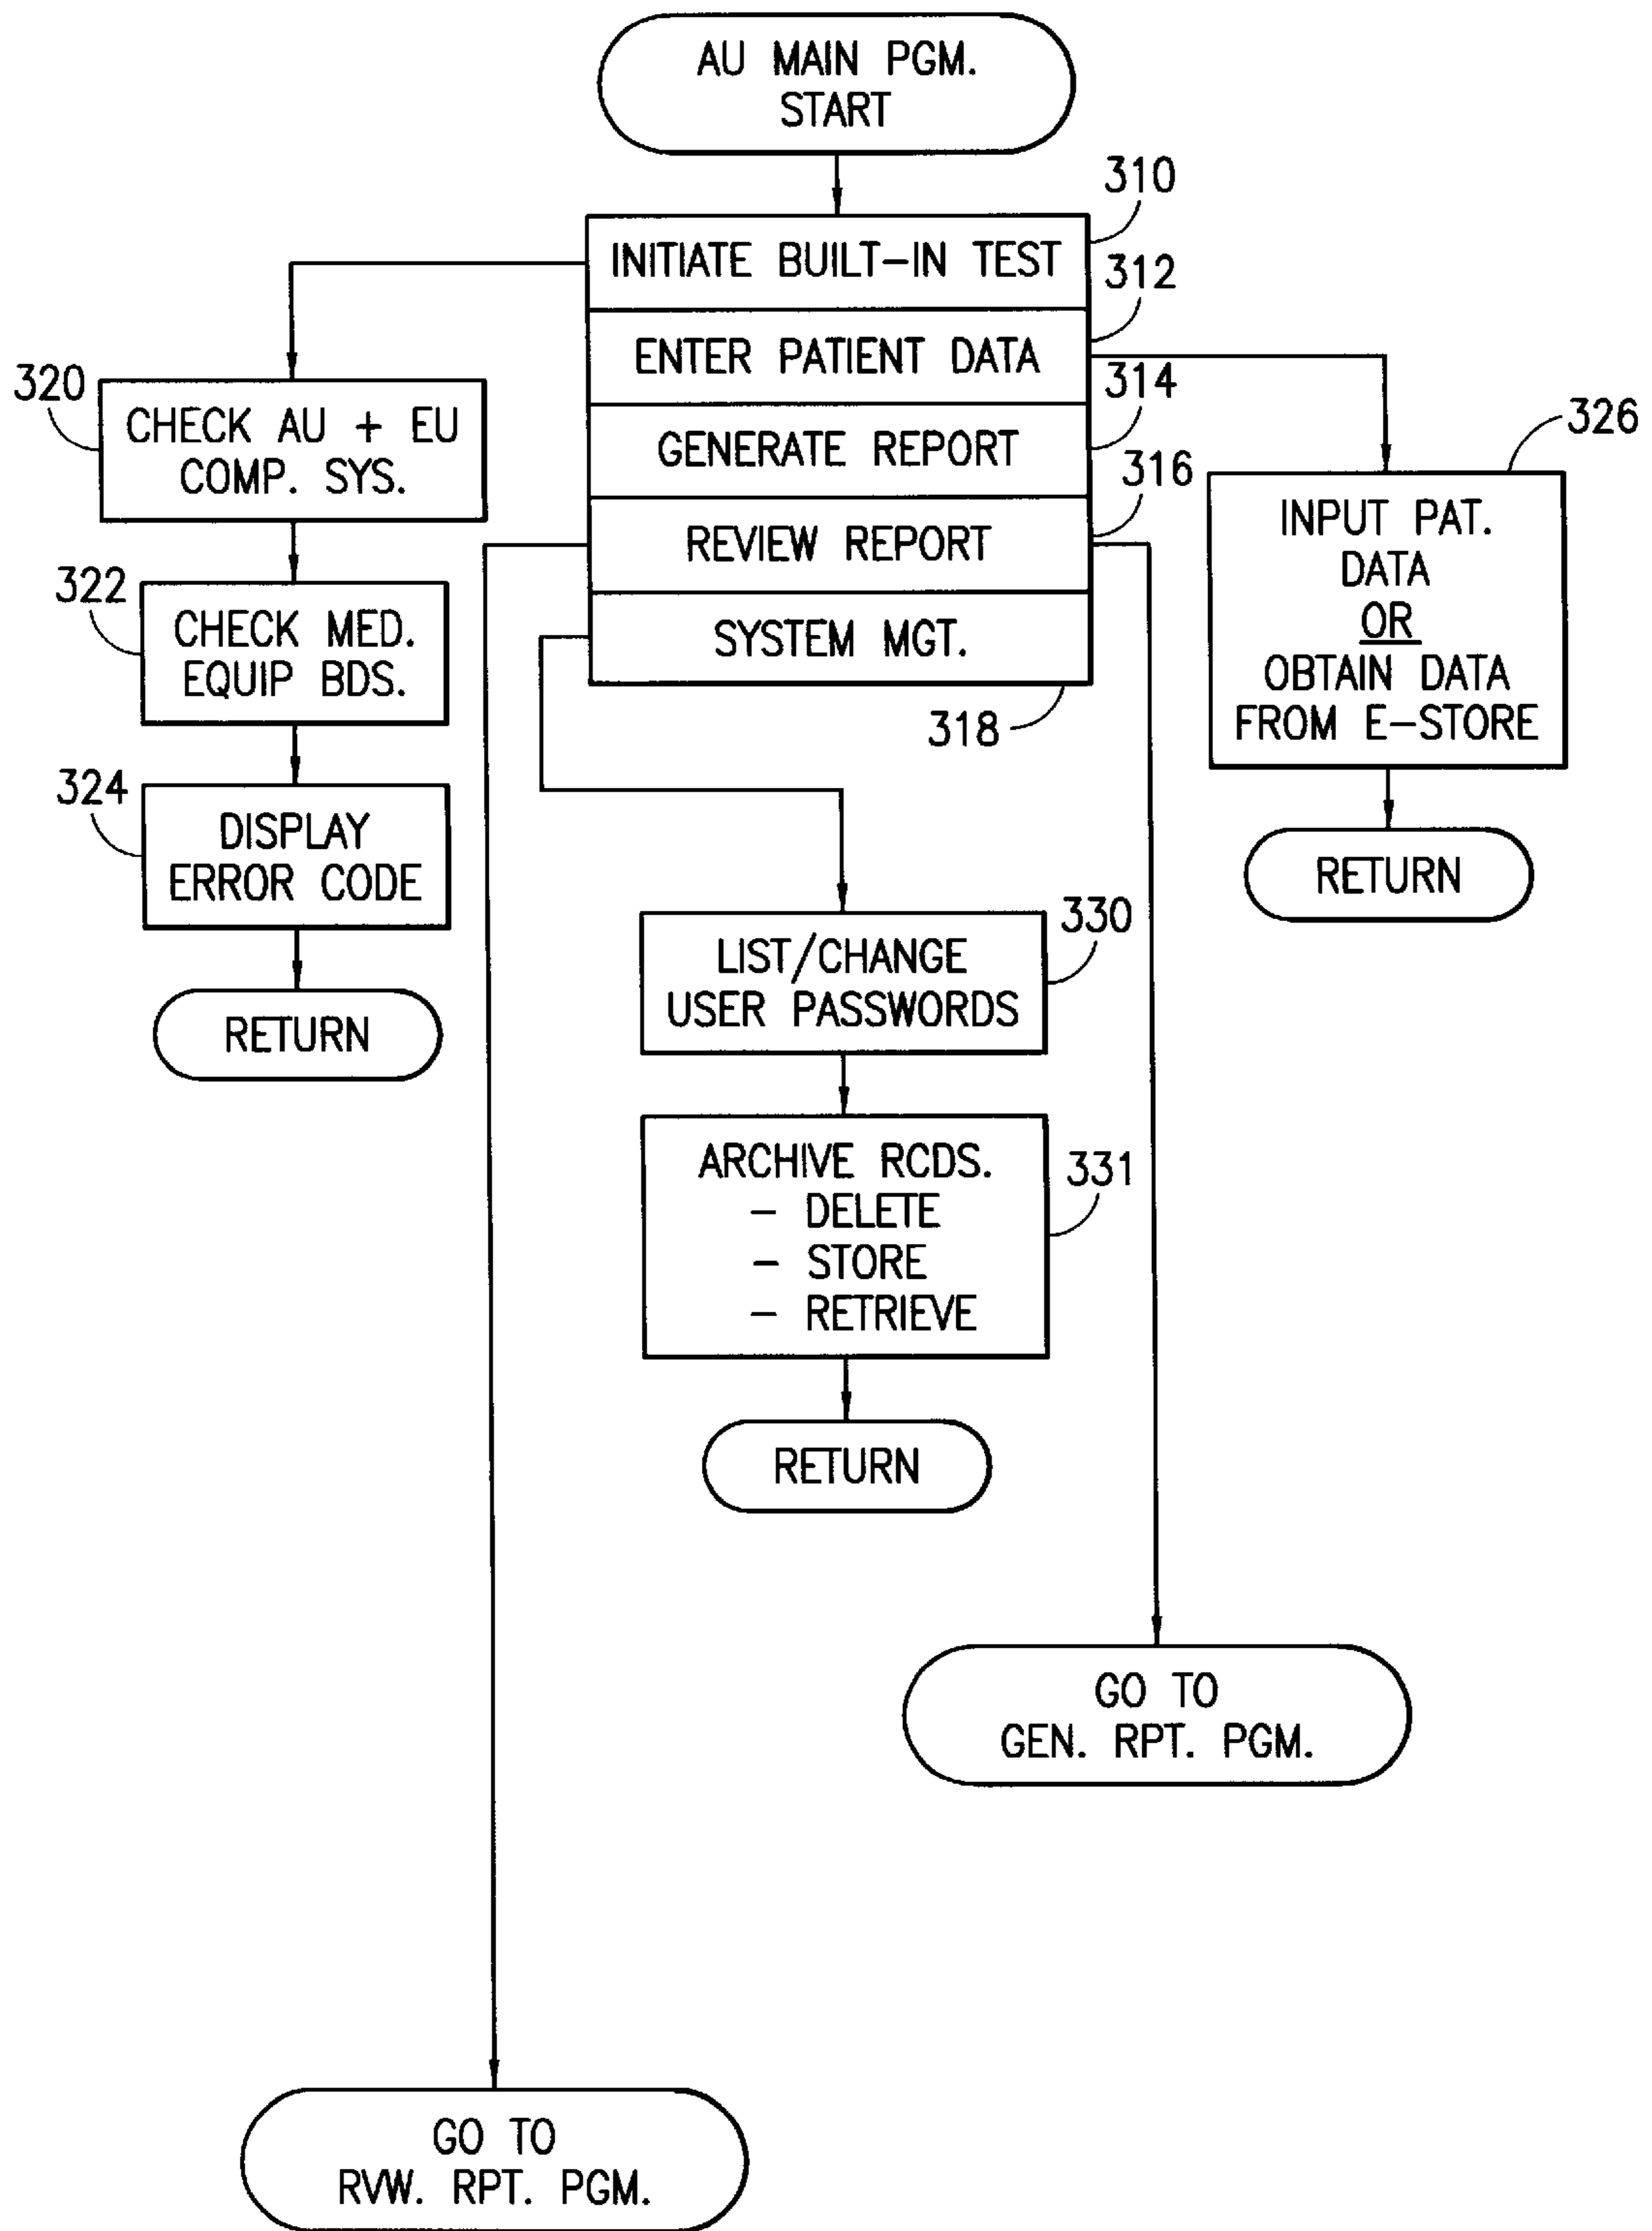 AU MAIN PGM.
START
310
INITIATE BUILT-IN TEST
312
ENTER PATIENT DATA
314
GENERATE REPORT
316
REVIEW REPORT
SYSTEM MGT.
318
320
CHECK AU + EU
COMP. SYS.
322
CHECK MED.
EQUIP BDS.
324
DISPLAY
ERROR CODE
RETURN
326
INPUT PAT.
DATA
OR
OBTAIN DATA
FROM E-STORE
RETURN
330
LIST/CHANGE
USER PASSWORDS
331
ARCHIVE RCDS.
- DELETE
- STORE
- RETRIEVE
RETURN
GO TO
GEN. RPT. PGM.
GO TO
RVW. RPT. PGM.